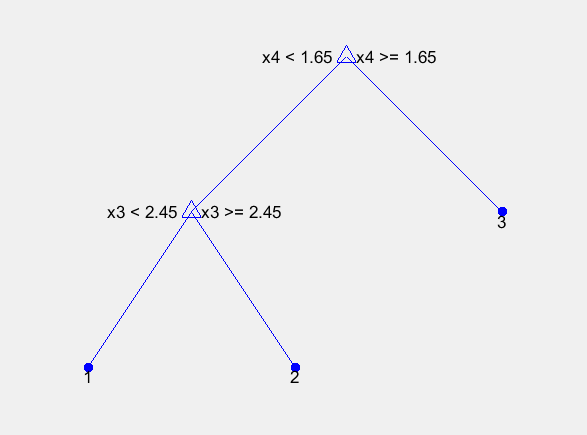 x4 < 1.65 x4 >= 1.65
x3 < 2.45 x3 >= 2.45
3
1 2